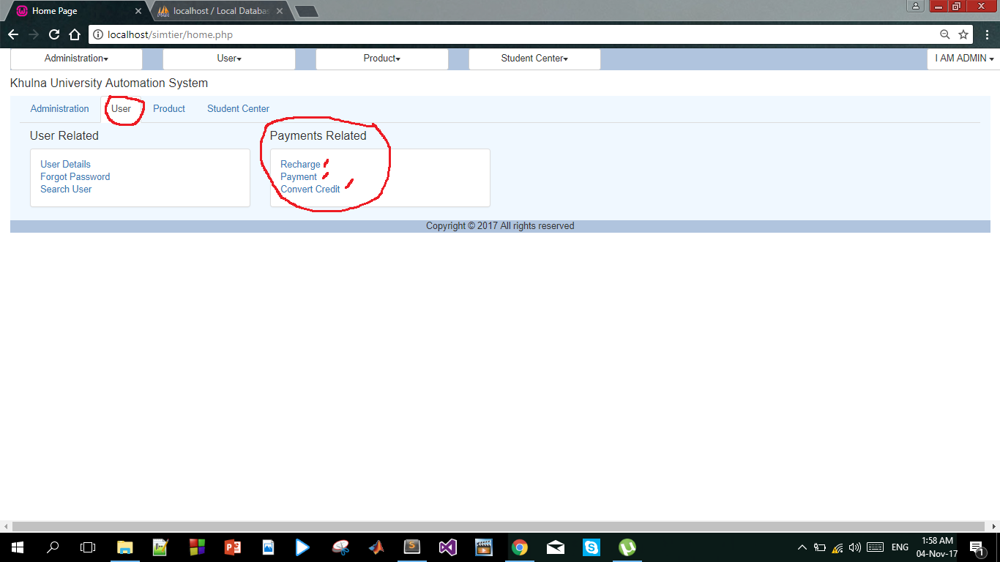 Home Page
localhost / Local Databas
localhost/simtier/home.php
Administration User Product Student Center I AM ADMIN
Khulna University Automation System
Administration User Product Student Center
User Related Payments Related
User Details Recharge
Forgot Password Payment
Search User Convert Credit
Copyright © 2017 All rights reserved
ENG
1:58 AM
04-Nov-17
1